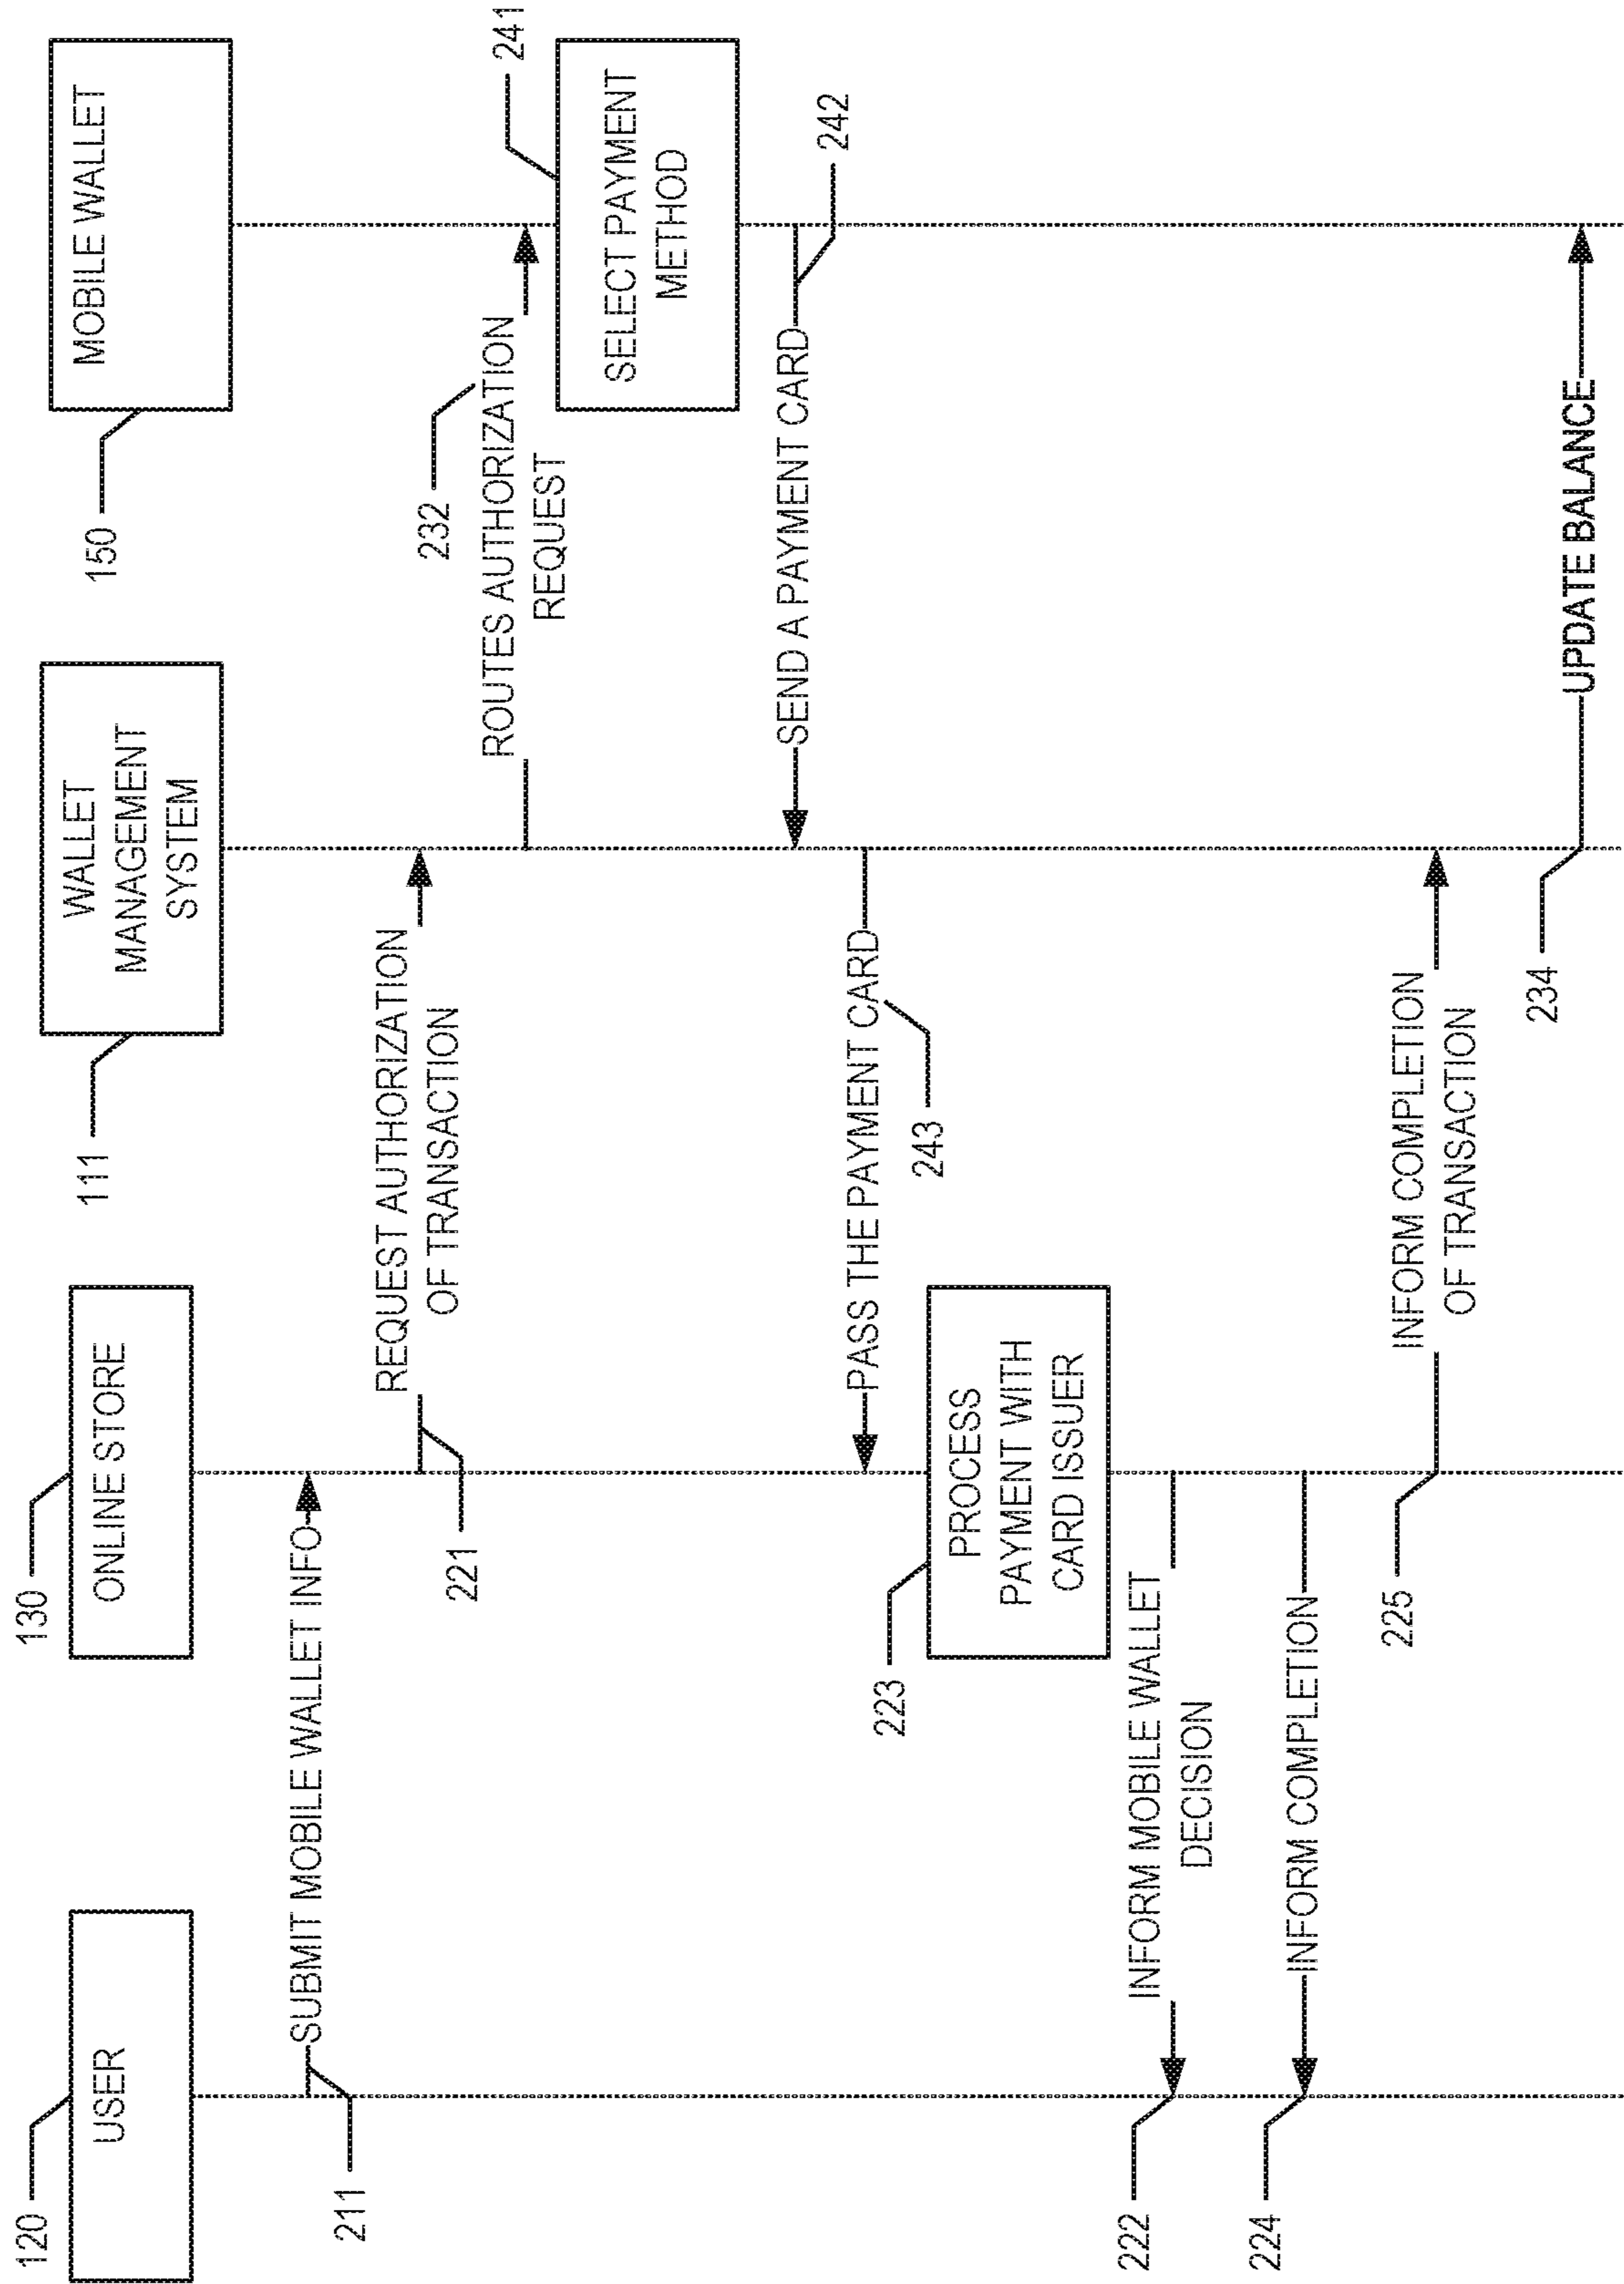 120
USER
130
ONLINE STORE
111
WALLET
MANAGEMENT
SYSTEM
150
MOBILE WALLET
SUBMIT MOBILE WALLET INFO
211
REQUEST AUTHORIZATION
OF TRANSACTION
221
232
ROUTES AUTHORIZATION
REQUEST
241
SELECT PAYMENT
METHOD
SEND A PAYMENT CARD
242
PASS THE PAYMENT CARD
243
223
PROCESS
PAYMENT WITH
CARD ISSUER
222
INFORM MOBILE WALLET
DECISION
224
INFORM COMPLETION
225
INFORM COMPLETION
OF TRANSACTION
234
UPDATE BALANCE